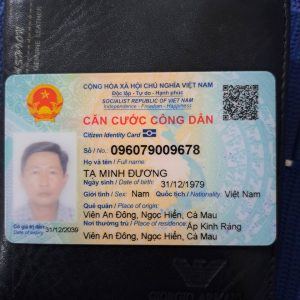 CỘNG HÒA XÃ HỘI CHỦ NGHĨA VIỆT NAM
Độc lập - Tự do - Hạnh phúc
SOCIALIST REPUBLIC OF VIET NAM
Independence - Freedom - Happiness
CĂN CƯỚC CÔNG DÂN
Citizen Identity Card
Số / No.: 096079009678
Họ và tên / Full name:
TẠ MINH ĐƯƠNG
Ngày sinh / Date of birth: 31/12/1979
Giới tính / Sex: Nam Quốc tịch / Nationality: Việt Nam
Quê quán / Place of origin:
Viên An Đông, Ngọc Hiển, Cà Mau
Nơi thường trú / Place of residence: Ấp Kinh Ráng
Viên An Đông, Ngọc Hiển, Cà Mau
Có giá trị đến: 31/12/2039
Date of expiry